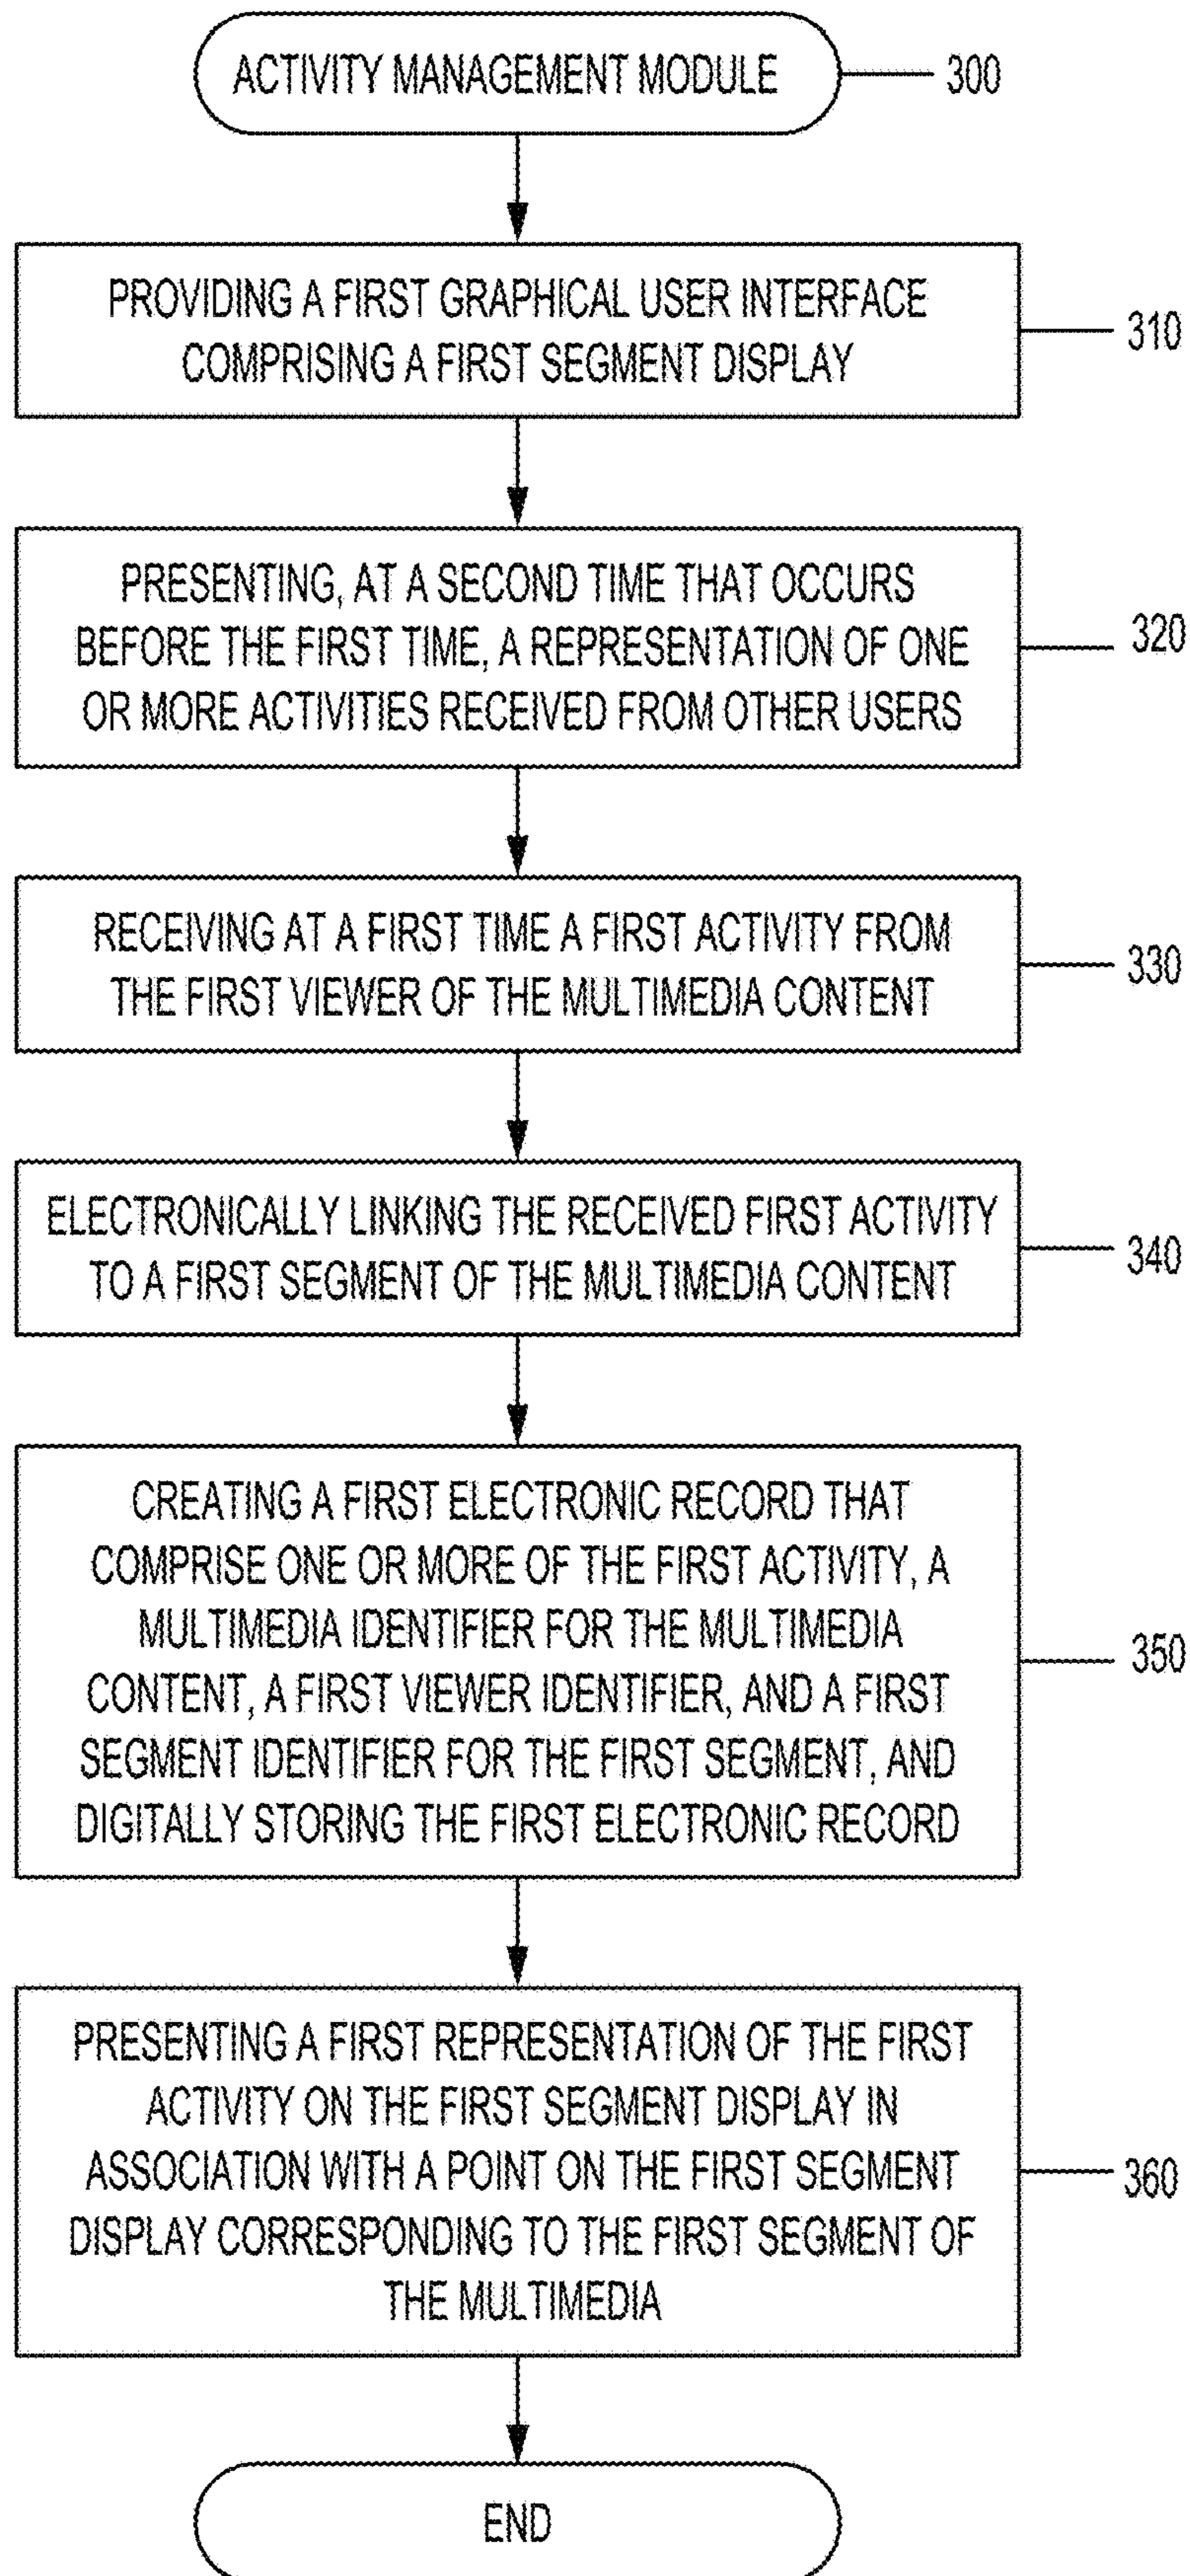 ACTIVITY MANAGEMENT MODULE
300
PROVIDING A FIRST GRAPHICAL USER INTERFACE
COMPRISING A FIRST SEGMENT DISPLAY
310
PRESENTING, AT A SECOND TIME THAT OCCURS
BEFORE THE FIRST TIME, A REPRESENTATION OF ONE
OR MORE ACTIVITIES RECEIVED FROM OTHER USERS
320
RECEIVING AT A FIRST TIME A FIRST ACTIVITY FROM
THE FIRST VIEWER OF THE MULTIMEDIA CONTENT
330
ELECTRONICALLY LINKING THE RECEIVED FIRST ACTIVITY
TO A FIRST SEGMENT OF THE MULTIMEDIA CONTENT
340
CREATING A FIRST ELECTRONIC RECORD THAT
COMPRISE ONE OR MORE OF THE FIRST ACTIVITY, A
MULTIMEDIA IDENTIFIER FOR THE MULTIMEDIA
CONTENT, A FIRST VIEWER IDENTIFIER, AND A FIRST
SEGMENT IDENTIFIER FOR THE FIRST SEGMENT, AND
DIGITALLY STORING THE FIRST ELECTRONIC RECORD
350
PRESENTING A FIRST REPRESENTATION OF THE FIRST
ACTIVITY ON THE FIRST SEGMENT DISPLAY IN
ASSOCIATION WITH A POINT ON THE FIRST SEGMENT
DISPLAY CORRESPONDING TO THE FIRST SEGMENT OF
THE MULTIMEDIA
360
END